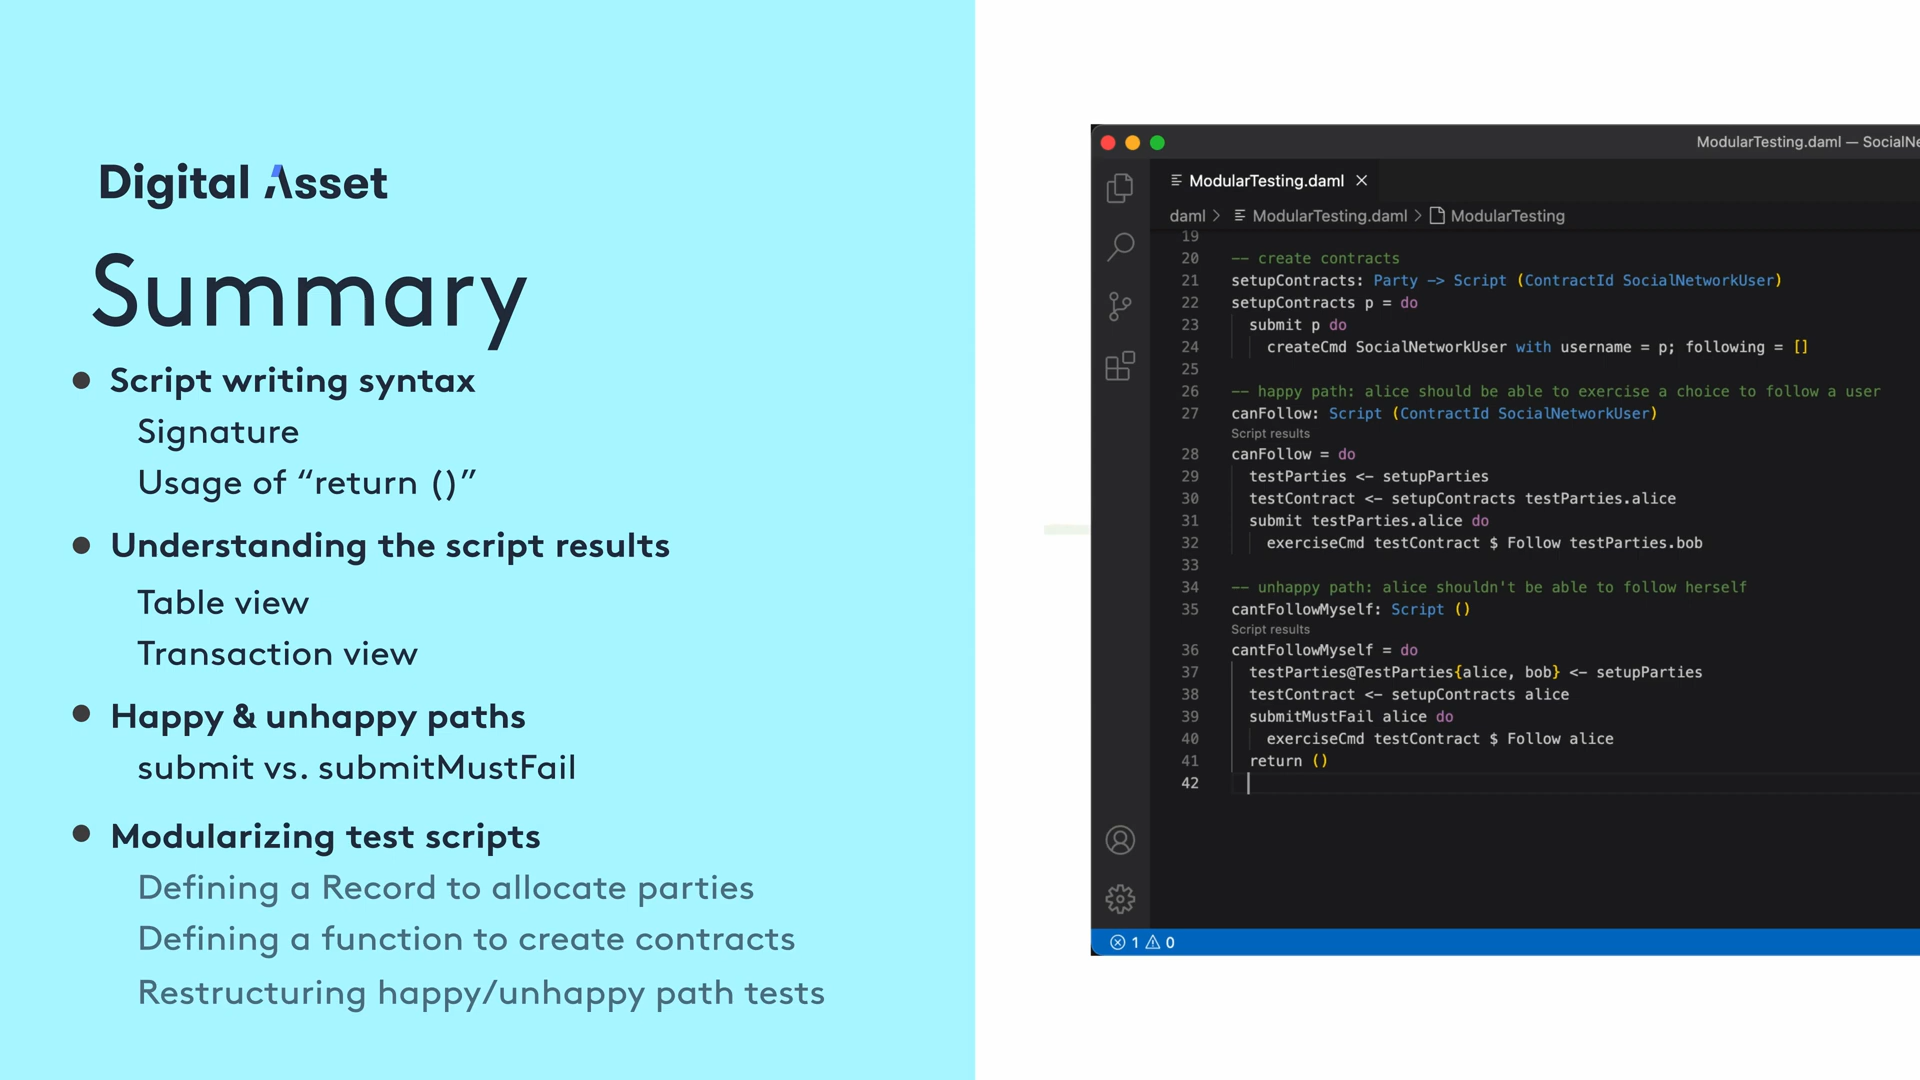 Digital Asset
Summary
Script writing syntax
Signature
Usage of “return ()”
Understanding the script results
Table view
Transaction view
Happy & unhappy paths
submit vs. submitMustFail
Modularizing test scripts
Defining a Record to allocate parties
Defining a function to create contracts
Restructuring happy/unhappy path tests
ModularTesting.daml — SocialNe
ModularTesting.daml
daml > ModularTesting.daml > ModularTesting
19
20 -- create contracts
21 setupContracts: Party -> Script (ContractId SocialNetworkUser)
22 setupContracts p = do
23 submit p do
24 createCmd SocialNetworkUser with username = p; following = []
25
26 -- happy path: alice should be able to exercise a choice to follow a user
27 canFollow: Script (ContractId SocialNetworkUser)
Script results
28 canFollow = do
29 testParties <- setupParties
30 testContract <- setupContracts testParties.alice
31 submit testParties.alice do
32 exerciseCmd testContract $ Follow testParties.bob
33
34 -- unhappy path: alice shouldn't be able to follow herself
35 cantFollowMyself: Script ()
Script results
36 cantFollowMyself = do
37 testParties@TestParties{alice, bob} <- setupParties
38 testContract <- setupContracts alice
39 submitMustFail alice do
40 exerciseCmd testContract $ Follow alice
41 return ()
42
1 0